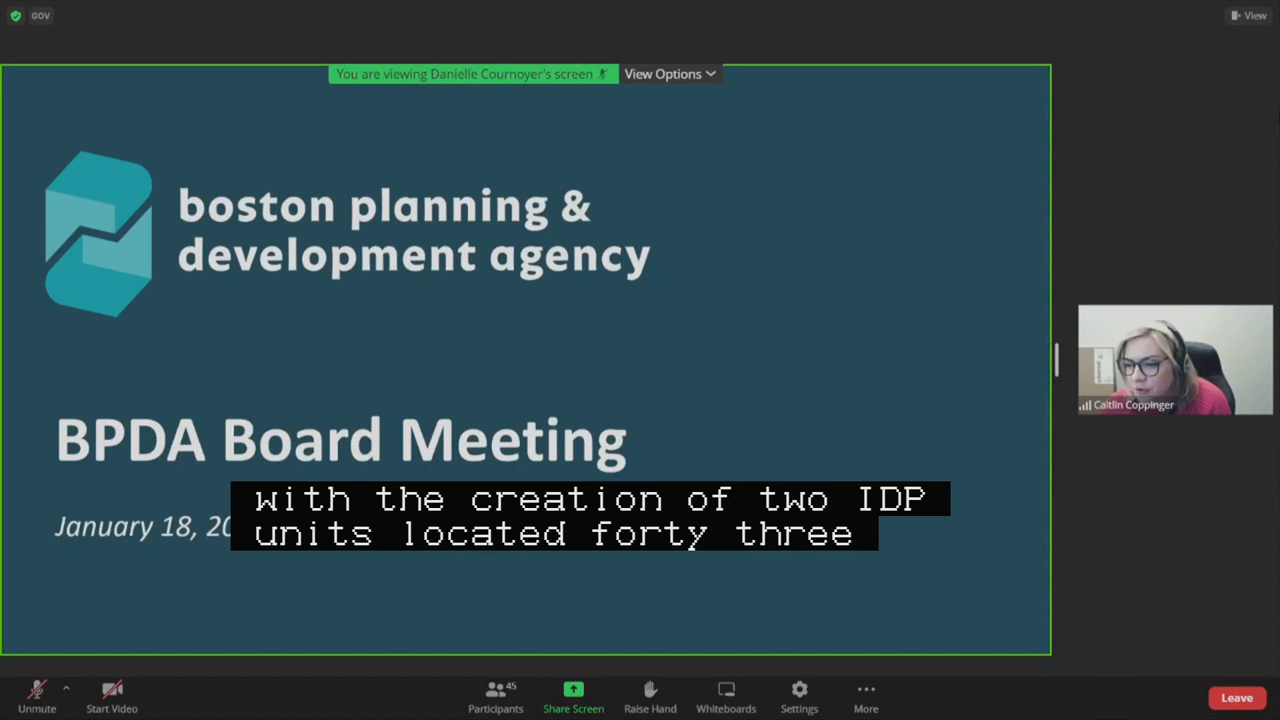 GOV
View
You are viewing Danielle Cournoyer's screen
View Options
boston planning &
development agency
BPDA Board Meeting
January 18, 20
with the creation of two IDP
units located forty three
Caitlin Coppinger
Unmute
Start Video
45
Participants
Share Screen
Raise Hand
Whiteboards
Settings
More
Leave